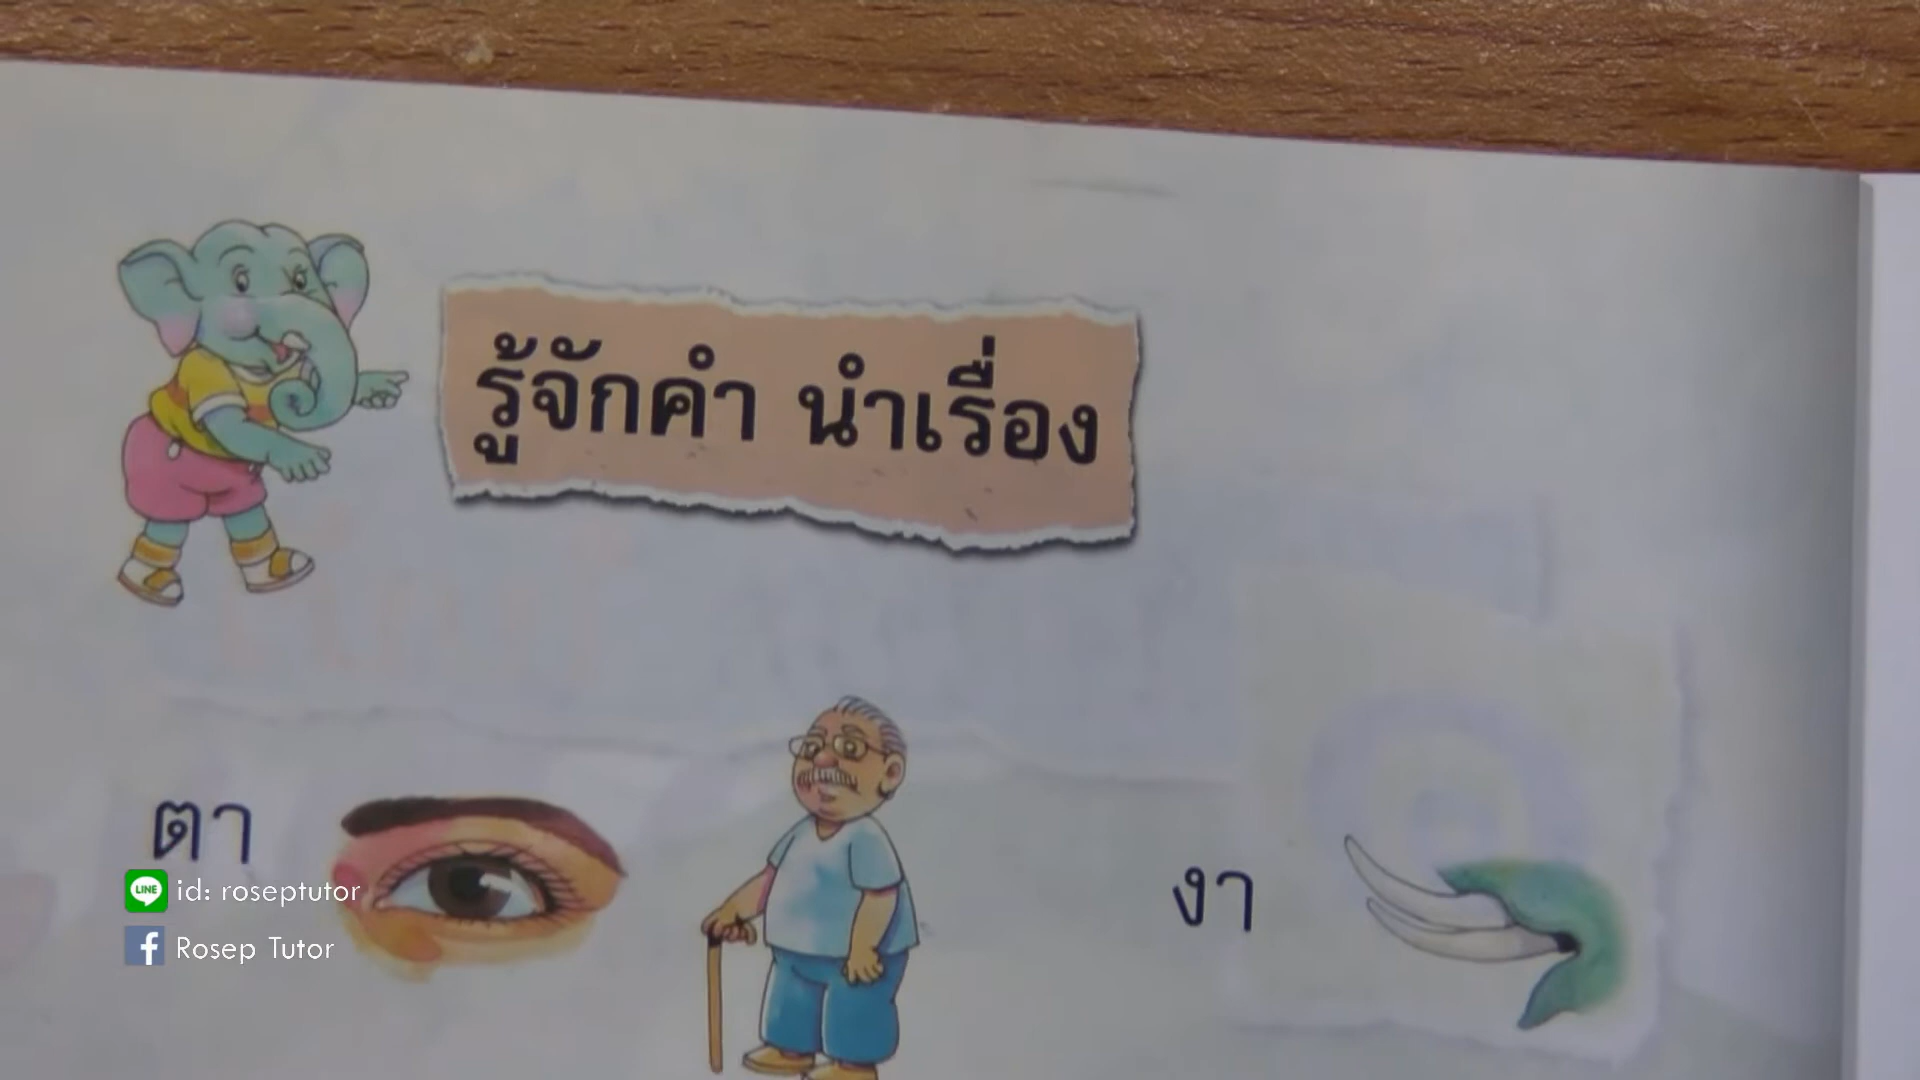 รู้จักคำ นำเรื่อง
ตา
งา
LINE id: roseptutor
f Rosep Tutor